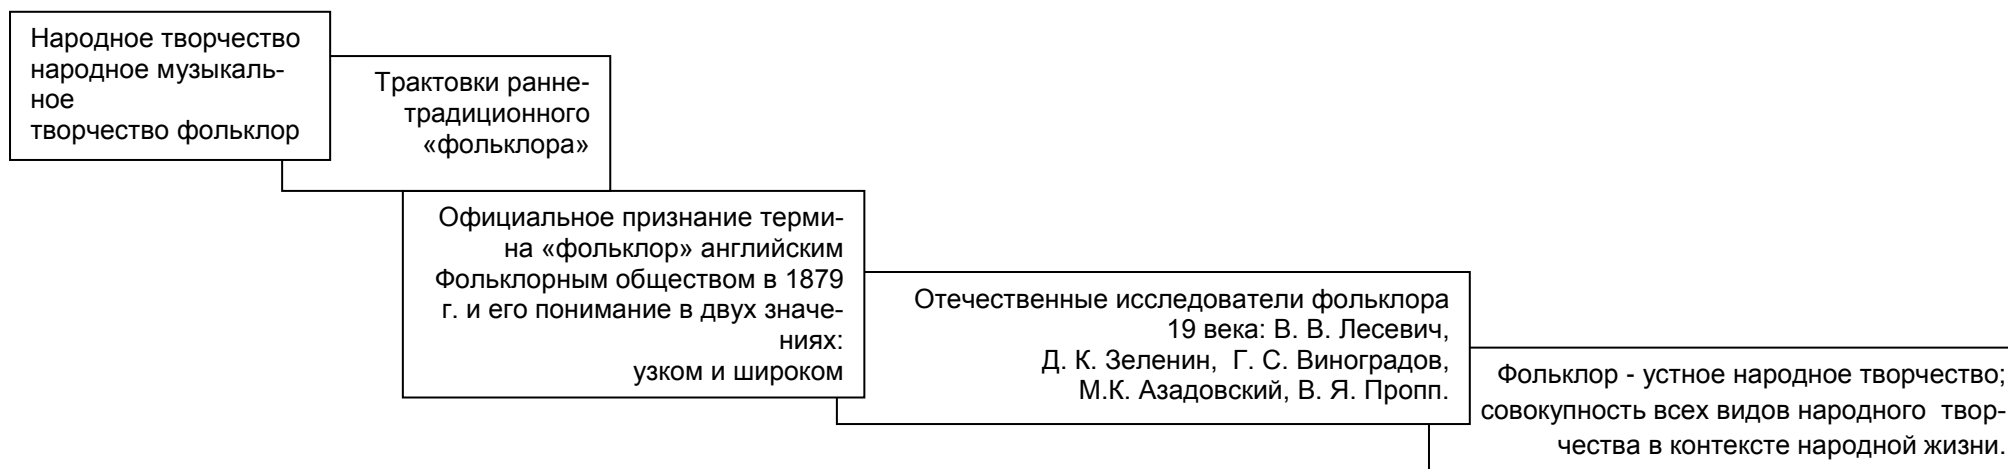 Народное творчество
народное музыкаль-
ное
творчество фольклор
Трактовки ранне-
традиционного
«фольклора»
Официальное признание терми-
на «фольклор» английским
Фольклорным обществом в 1879
г. и его понимание в двух значе-
ниях:
узком и широком
Отечественные исследователи фольклора
19 века: В. В. Лесевич,
Д. К. Зеленин, Г. С. Виноградов,
М.К. Азадовский, В. Я. Пропп.
Фольклор - устное народное творчество;
совокупность всех видов народного твор-
чества в контексте народной жизни.